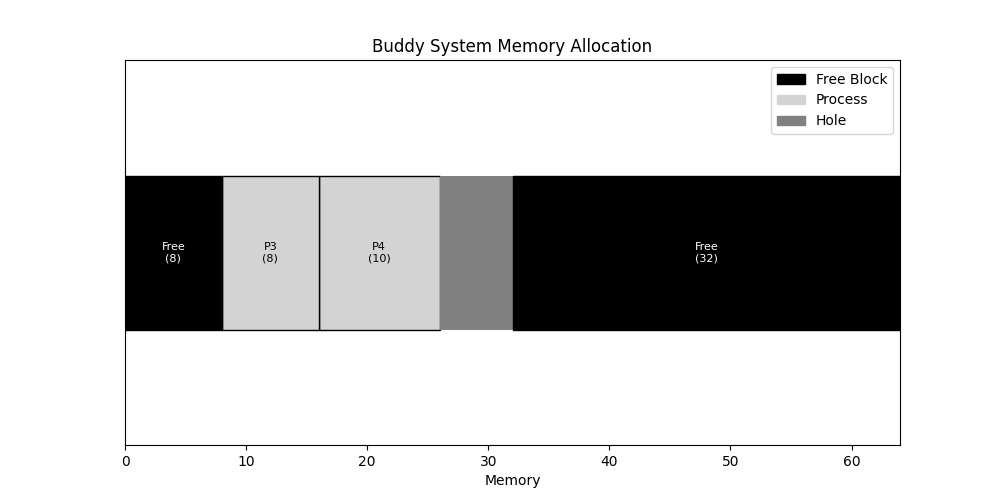 Buddy System Memory Allocation
Free Block
Process
Hole
Free
(8)
P3
(8)
P4
(10)
Free
(32)
0 10 20 30 40 50 60
Memory